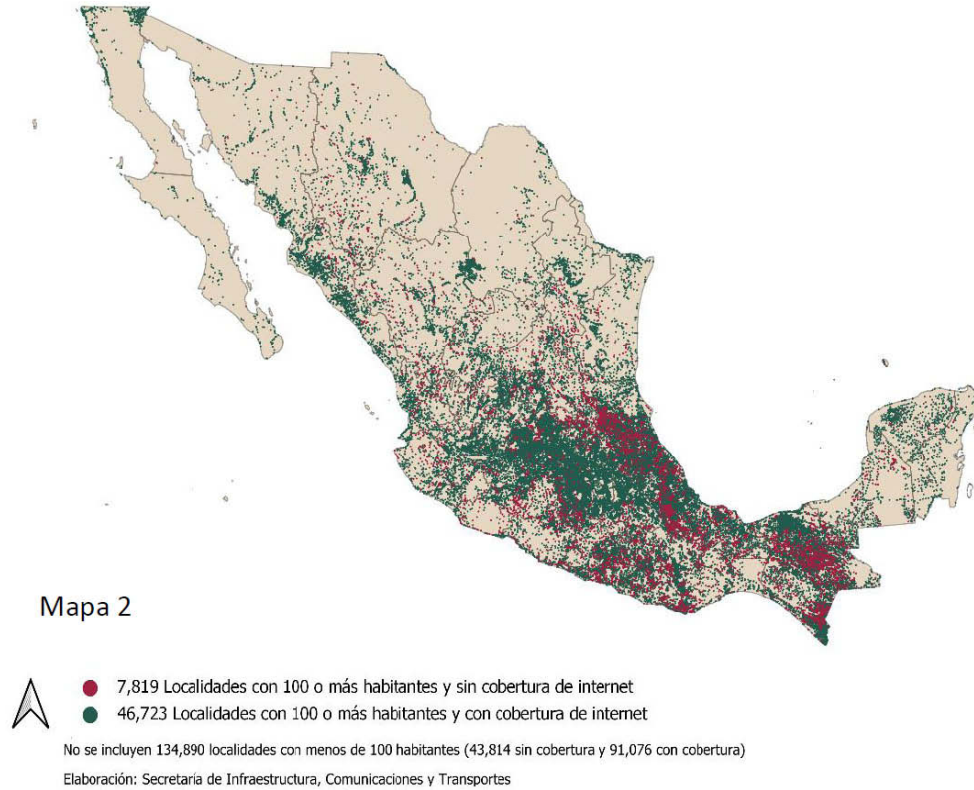 Mapa 2
7,819 Localidades con 100 o más habitantes y sin cobertura de internet
46,723 Localidades con 100 o más habitantes y con cobertura de internet
No se incluyen 134,890 localidades con menos de 100 habitantes (43,814 sin cobertura y 91,076 con cobertura)
Elaboración: Secretaría de Infraestructura, Comunicaciones y Transportes